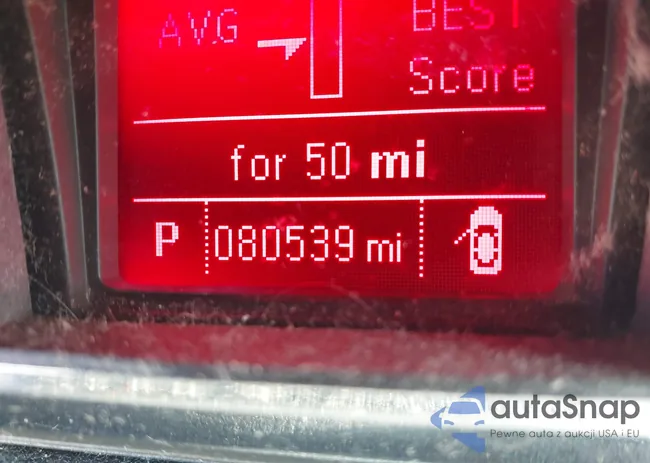 AVG
BEST
Score
for 50 mi
P 080539 mi
autaSnap
Pewne auta z aukcji USA i EU